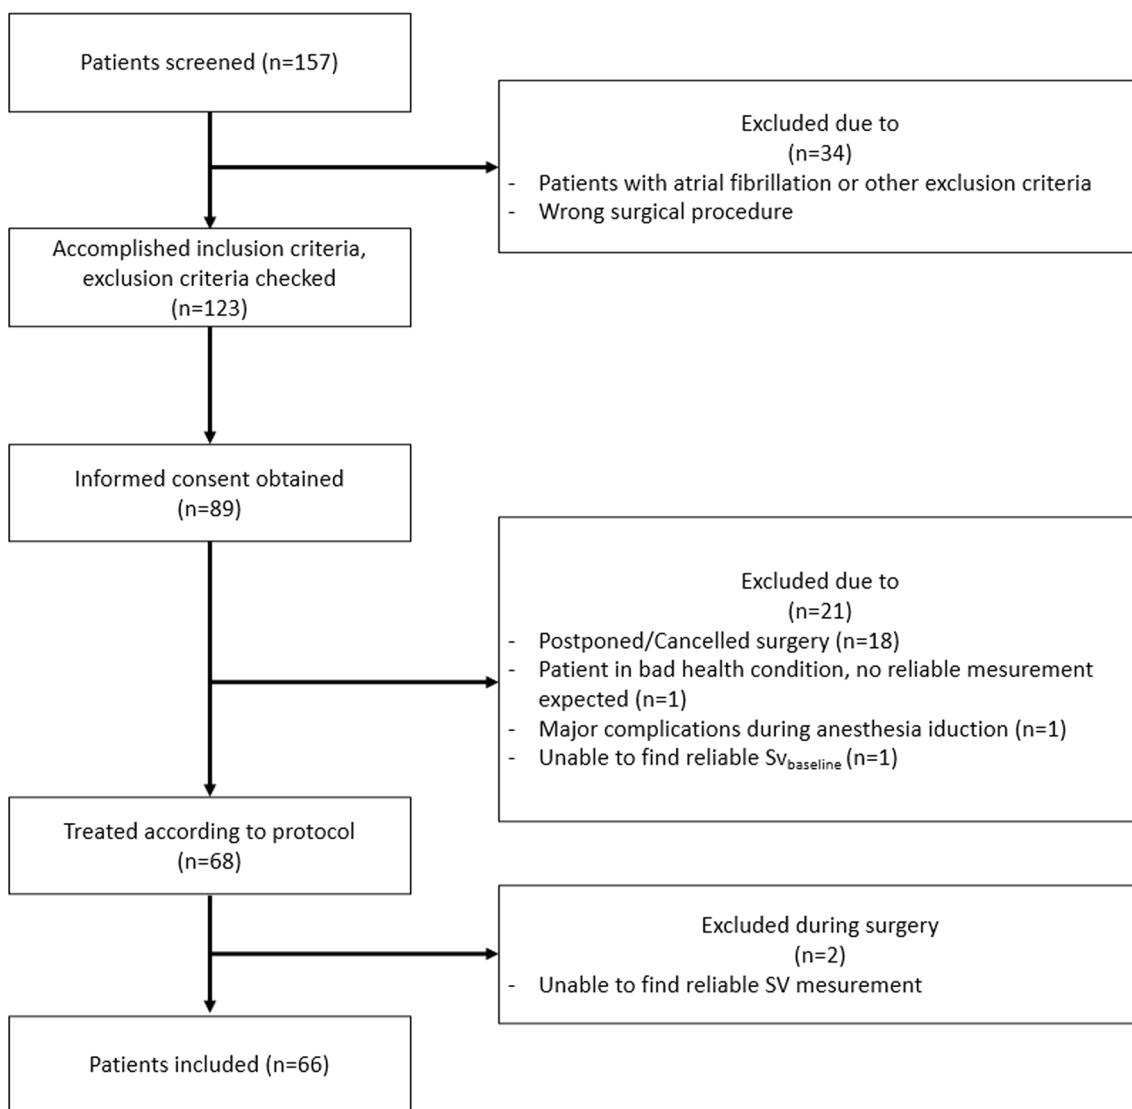 Patients screened (n=157)
Excluded due to
(n=34)
- Patients with atrial fibrillation or other exclusion criteria
- Wrong surgical procedure
Accomplished inclusion criteria,
exclusion criteria checked
(n=123)
Informed consent obtained
(n=89)
Excluded due to
(n=21)
- Postponed/Cancelled surgery (n=18)
- Patient in bad health condition, no reliable mesurement
expected (n=1)
- Major complications during anesthesia iduction (n=1)
- Unable to find reliable Svbaseline (n=1)
Treated according to protocol
(n=68)
Excluded during surgery
(n=2)
- Unable to find reliable SV mesurement
Patients included (n=66)